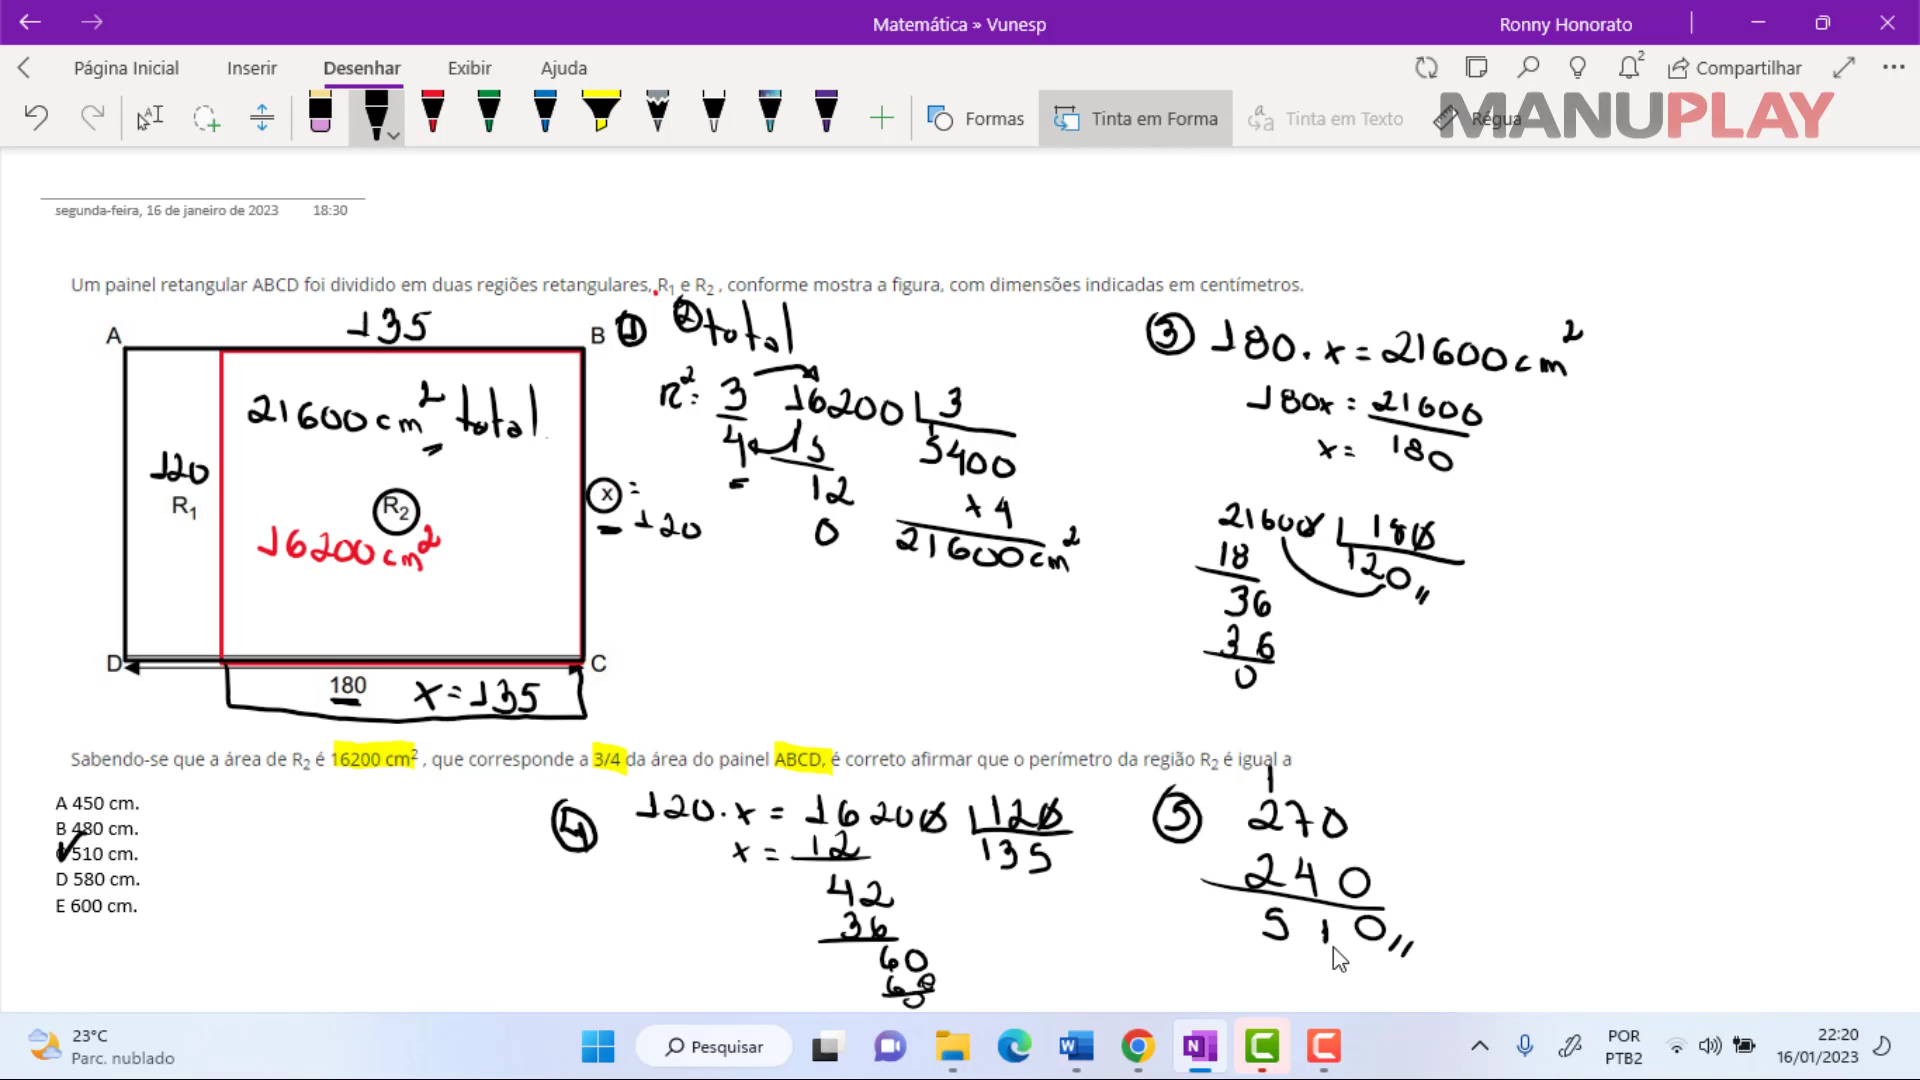 Matemática » Vunesp
Ronny Honorato
Página Inicial
Inserir
Desenhar
Exibir
Ajuda
2
Compartilhar
Formas
Tinta em Forma
Tinta em Texto
Régua
MANUPLAY
segunda-feira, 16 de janeiro de 2023 18:30
Um painel retangular ABCD foi dividido em duas regiões retangulares, R1 e R2 , conforme mostra a figura, com dimensões indicadas em centímetros.
A
135
B
21600 cm² total
120
R1
R2
16200 cm²
x =
120
D
C
180
x = 135
1
2 total
R²: 3/4
16200 3
15 5400
12 x 4
0 21600 cm²
3 180 . x = 21600 cm²
180x = 21600
x = 180
21600 180
18 120
36
36
0
Sabendo-se que a área de R2 é 16200 cm² , que corresponde a 3/4 da área do painel ABCD, é correto afirmar que o perímetro da região R2 é igual a
A 450 cm.
B 480 cm.
C 510 cm.
D 580 cm.
E 600 cm.
4 120 . x = 16200 120
x = 12 135
42
36
60
60
0
5
1
270
240
510
23°C
Parc. nublado
Pesquisar
POR
PTB2
22:20
16/01/2023